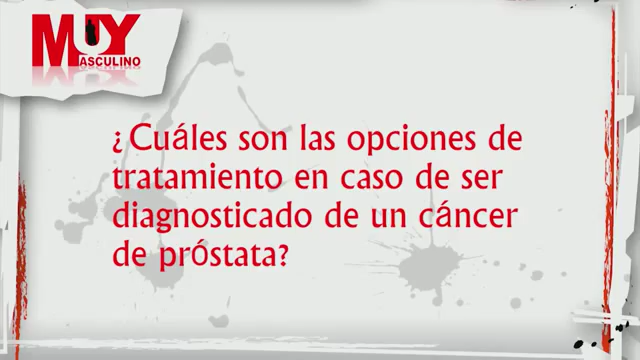 MUY
MASCULINO
¿Cuáles son las opciones de
tratamiento en caso de ser
diagnosticado de un cáncer
de próstata?